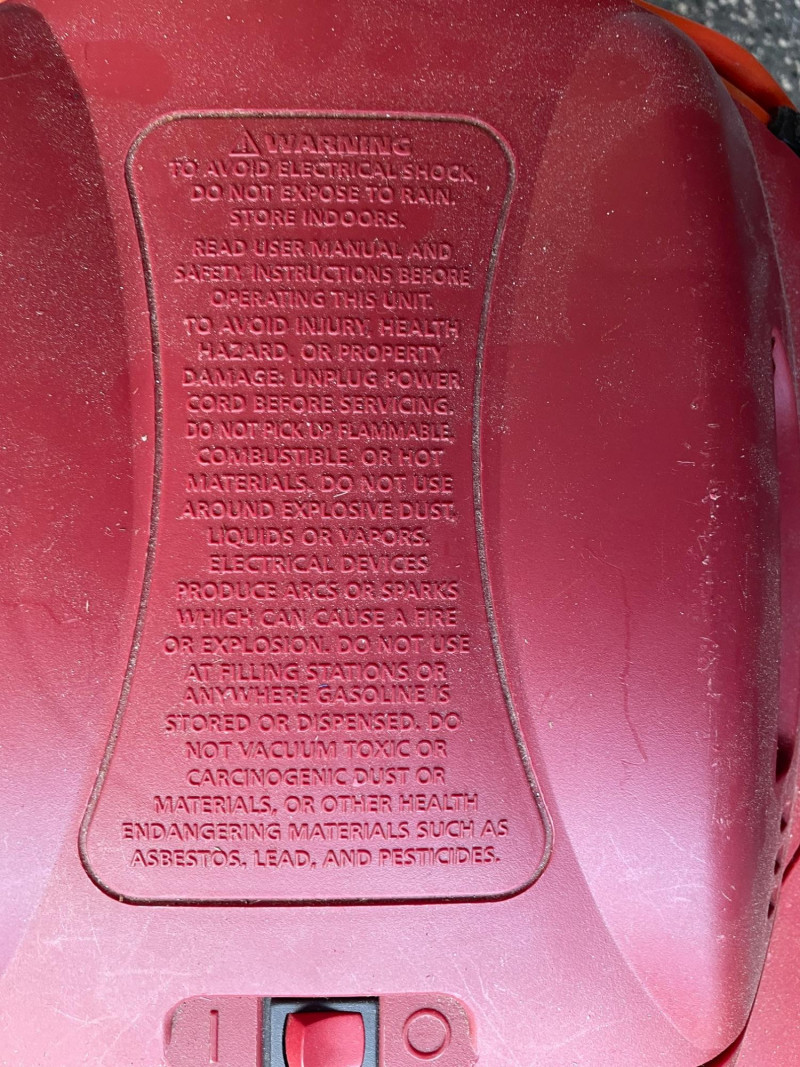 ⚠ WARNING
TO AVOID ELECTRICAL SHOCK,
DO NOT EXPOSE TO RAIN.
STORE INDOORS.
READ USER MANUAL AND
SAFETY INSTRUCTIONS BEFORE
OPERATING THIS UNIT.
TO AVOID INJURY, HEALTH
HAZARD, OR PROPERTY
DAMAGE: UNPLUG POWER
CORD BEFORE SERVICING.
DO NOT PICK UP FLAMMABLE,
COMBUSTIBLE, OR HOT
MATERIALS. DO NOT USE
AROUND EXPLOSIVE DUST,
LIQUIDS OR VAPORS.
ELECTRICAL DEVICES
PRODUCE ARCS OR SPARKS
WHICH CAN CAUSE A FIRE
OR EXPLOSION. DO NOT USE
AT FILLING STATIONS OR
ANYWHERE GASOLINE IS
STORED OR DISPENSED. DO
NOT VACUUM TOXIC OR
CARCINOGENIC DUST OR
MATERIALS, OR OTHER HEALTH
ENDANGERING MATERIALS SUCH AS
ASBESTOS, LEAD, AND PESTICIDES.
I O